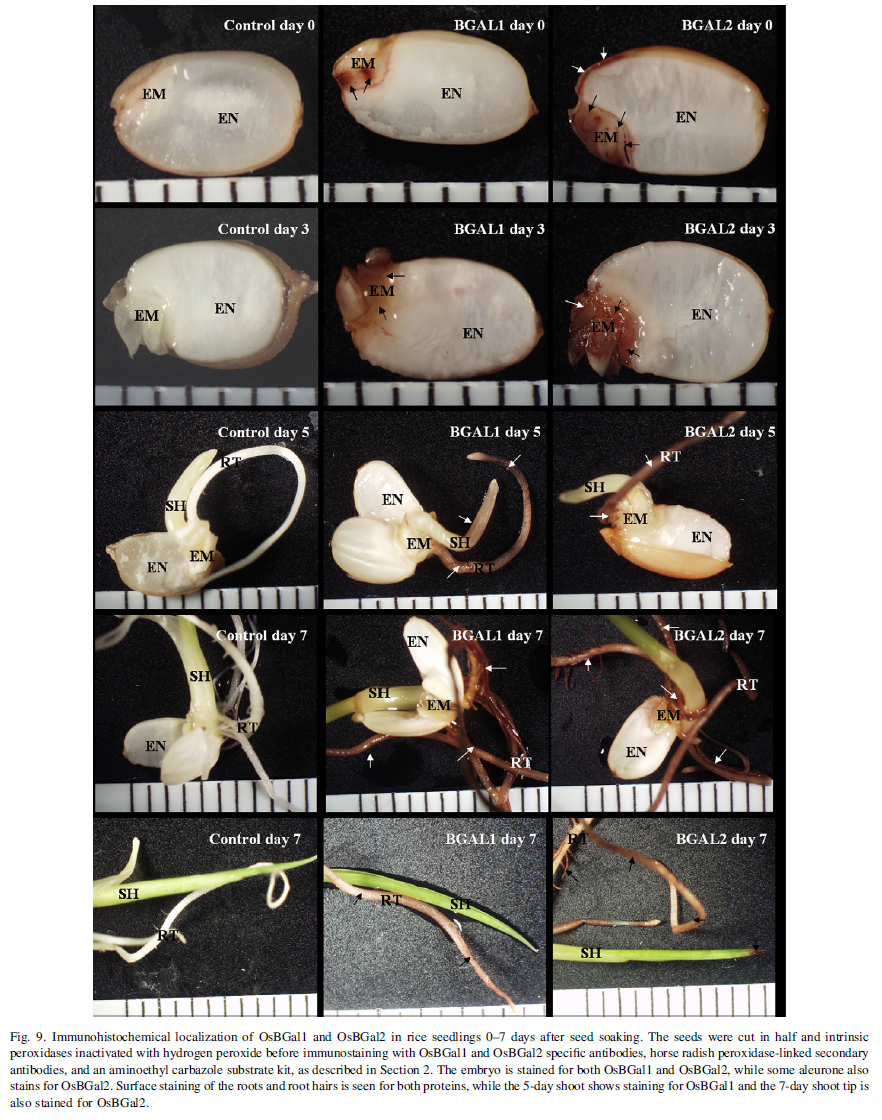 Control day 0
EM
EN
BGAL1 day 0
EM
EN
BGAL2 day 0
EN
EM
Control day 3
EM
EN
BGAL1 day 3
EM
EN
BGAL2 day 3
EM
EN
Control day 5
RT
SH
EM
EN
BGAL1 day 5
EN
EM
SH
RT
BGAL2 day 5
RT
SH
EM
EN
Control day 7
SH
RT
EN
BGAL1 day 7
EN
SH
EM
RT
BGAL2 day 7
RT
EM
EN
Control day 7
SH
RT
BGAL1 day 7
RT
SH
BGAL2 day 7
RT
SH
Fig. 9. Immunohistochemical localization of OsBGal1 and OsBGal2 in rice seedlings 0–7 days after seed soaking. The seeds were cut in half and intrinsic
peroxidases inactivated with hydrogen peroxide before immunostaining with OsBGal1 and OsBGal2 specific antibodies, horse radish peroxidase-linked secondary
antibodies, and an aminoethyl carbazole substrate kit, as described in Section 2. The embryo is stained for both OsBGal1 and OsBGal2, while some aleurone also
stains for OsBGal2. Surface staining of the roots and root hairs is seen for both proteins, while the 5-day shoot shows staining for OsBGal1 and the 7-day shoot tip is
also stained for OsBGal2.